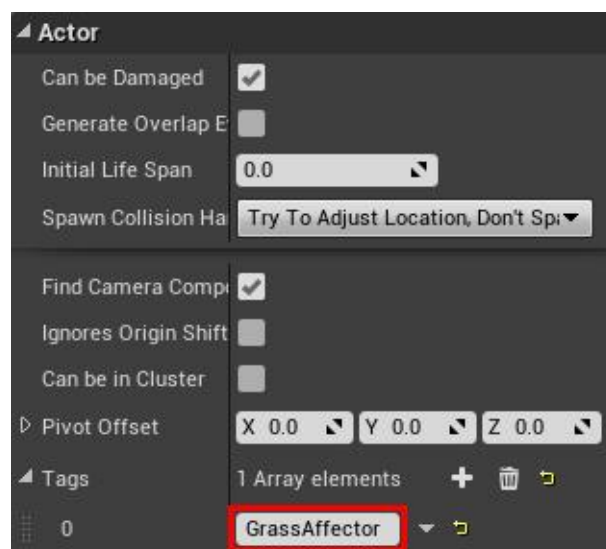 Actor
Can be Damaged
Generate Overlap E
Initial Life Span 0.0
Spawn Collision Ha Try To Adjust Location, Don't Spa
Find Camera Compo
Ignores Origin Shift
Can be in Cluster
Pivot Offset X 0.0 Y 0.0 Z 0.0
Tags 1 Array elements
0 GrassAffector